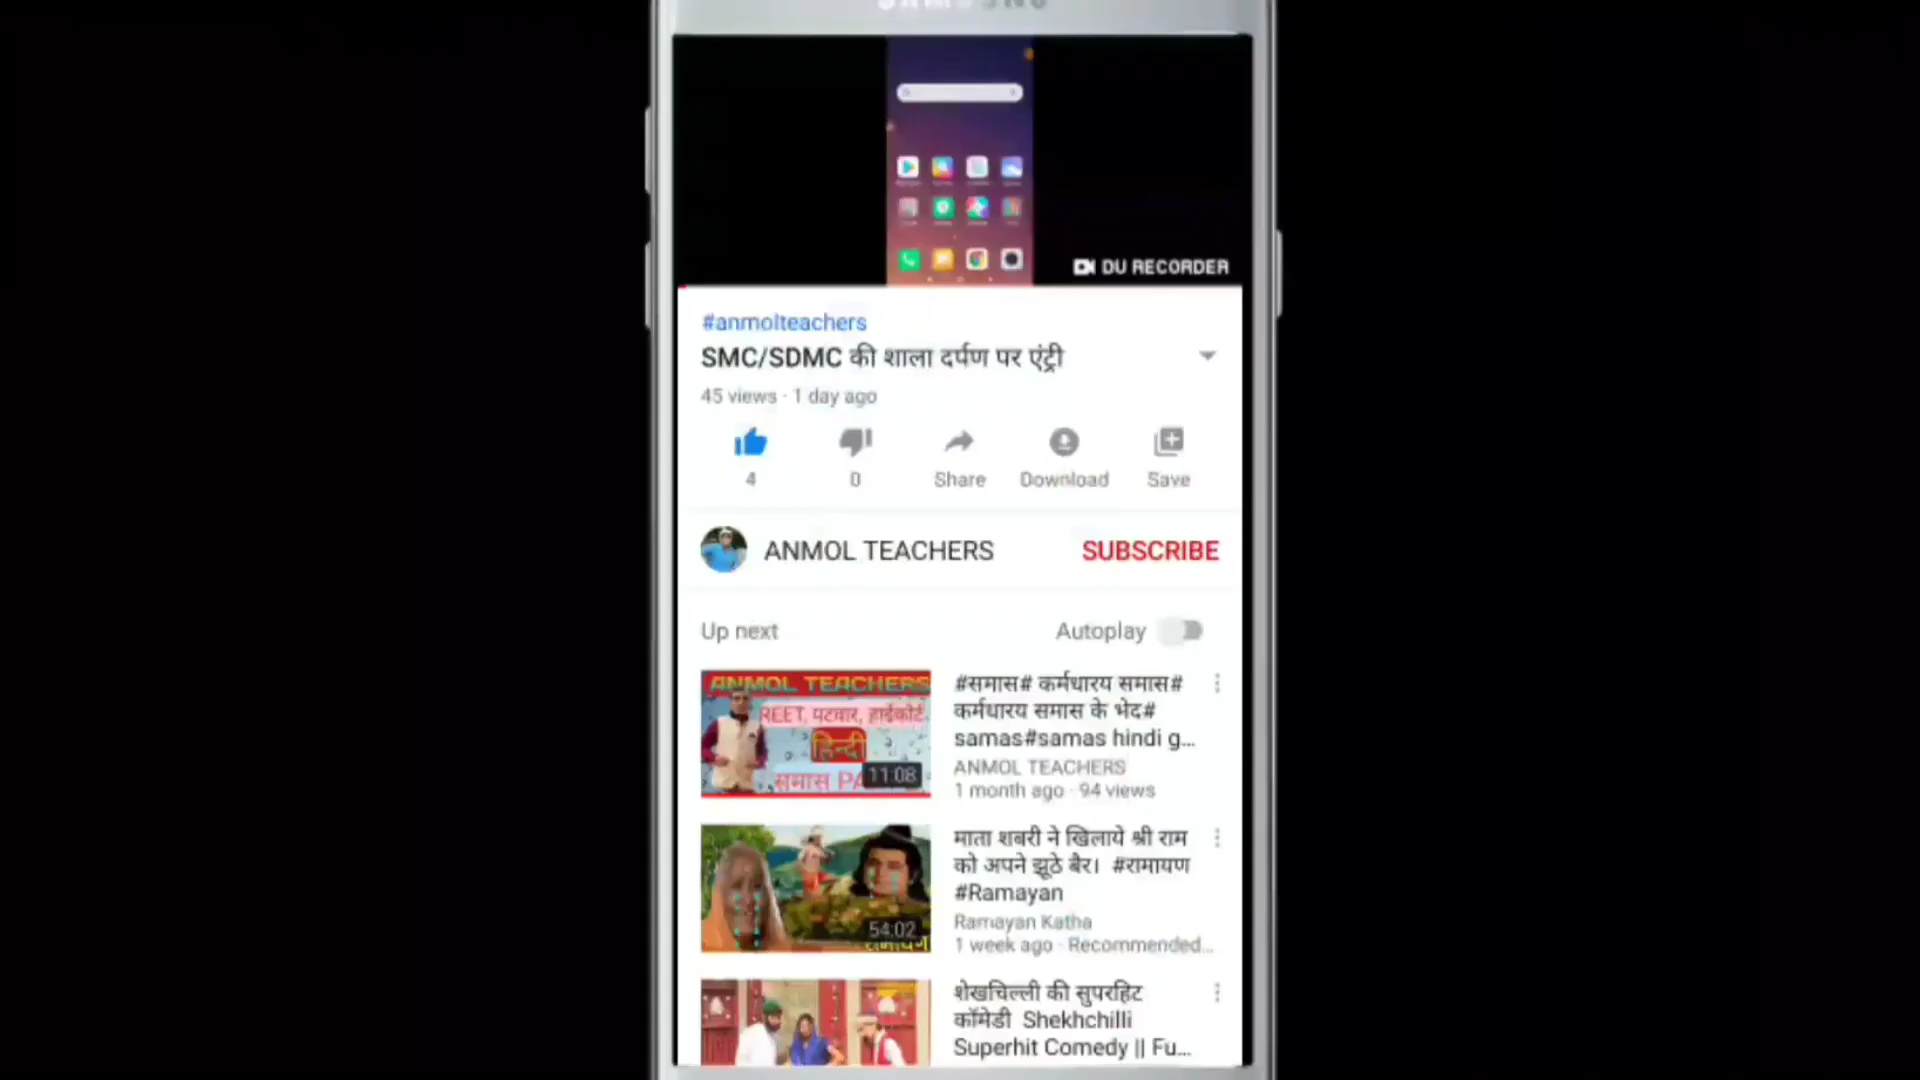 SAMSUNG
DU RECORDER
#anmolteachers
SMC/SDMC की शाला दर्पण पर एंट्री
45 views · 1 day ago
4
0
Share
Download
Save
ANMOL TEACHERS
SUBSCRIBE
Up next
Autoplay
ANMOL TEACHERS
REET, पटवार, हाईकोर्ट
हिन्दी
समास PA
11:08
#समास# कर्मधारय समास#
कर्मधारय समास के भेद#
samas#samas hindi g...
ANMOL TEACHERS
1 month ago · 94 views
54:02
माता शबरी ने खिलाये श्री राम
को अपने झूठे बैर। #रामायण
#Ramayan
Ramayan Katha
1 week ago · Recommended...
शेखचिल्ली की सुपरहिट
कॉमेडी Shekhchilli
Superhit Comedy || Fu...